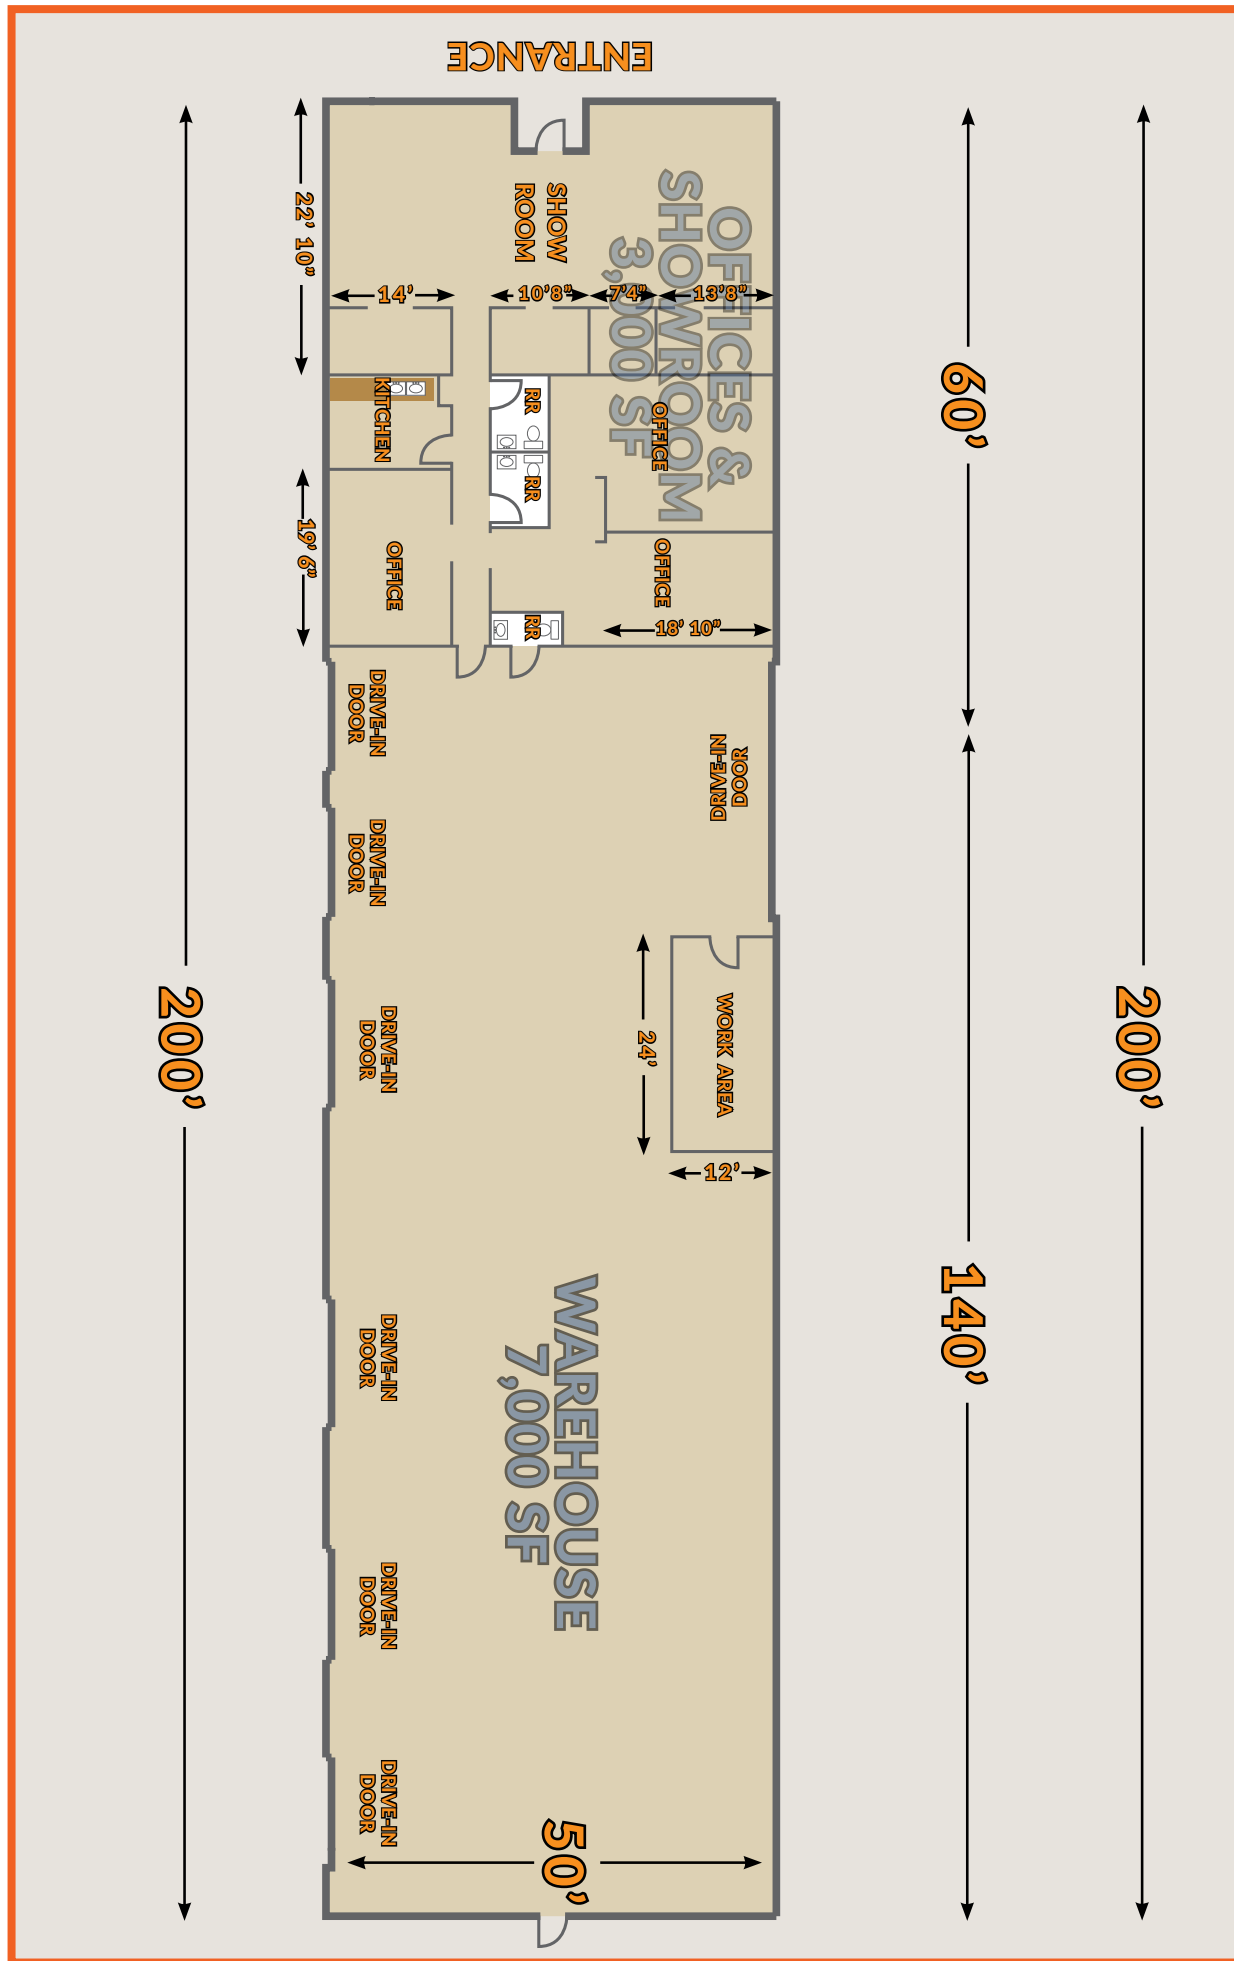 ENTRANCE
22' 10"
SHOW
ROOM
OFFICES &
SHOWROOM
3,000 SF
14'
10'8"
7'4"
13'8"
KITCHEN
RR
OFFICE
RR
19' 6"
OFFICE
OFFICE
RR
18' 10"
60'
DRIVE-IN
DOOR
DRIVE-IN
DOOR
DRIVE-IN
DOOR
200'
200'
DRIVE-IN
DOOR
24'
WORK AREA
12'
140'
WAREHOUSE
7,000 SF
DRIVE-IN
DOOR
DRIVE-IN
DOOR
DRIVE-IN
DOOR
50'